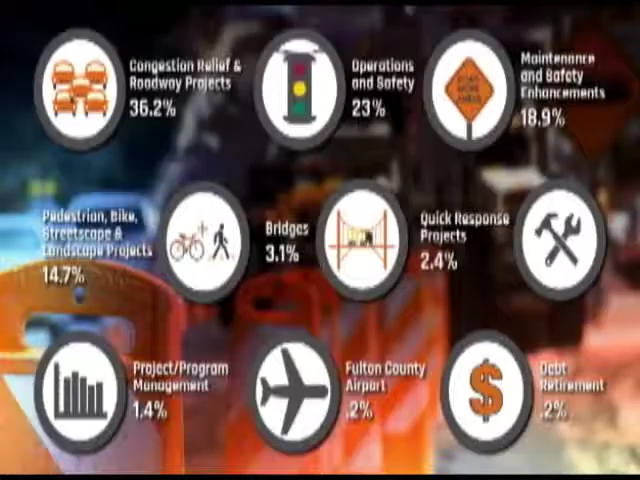 Congestion Relief &
Roadway Projects
36.2%
Operations
and Safety
23%
Maintenance
and Safety
Enhancements
18.9%
Pedestrian, Bike,
Streetscape &
Landscape Projects
14.7%
Bridges
3.1%
Quick Response
Projects
2.4%
Project/Program
Management
1.4%
Fulton County
Airport
.2%
Debt
Retirement
.2%